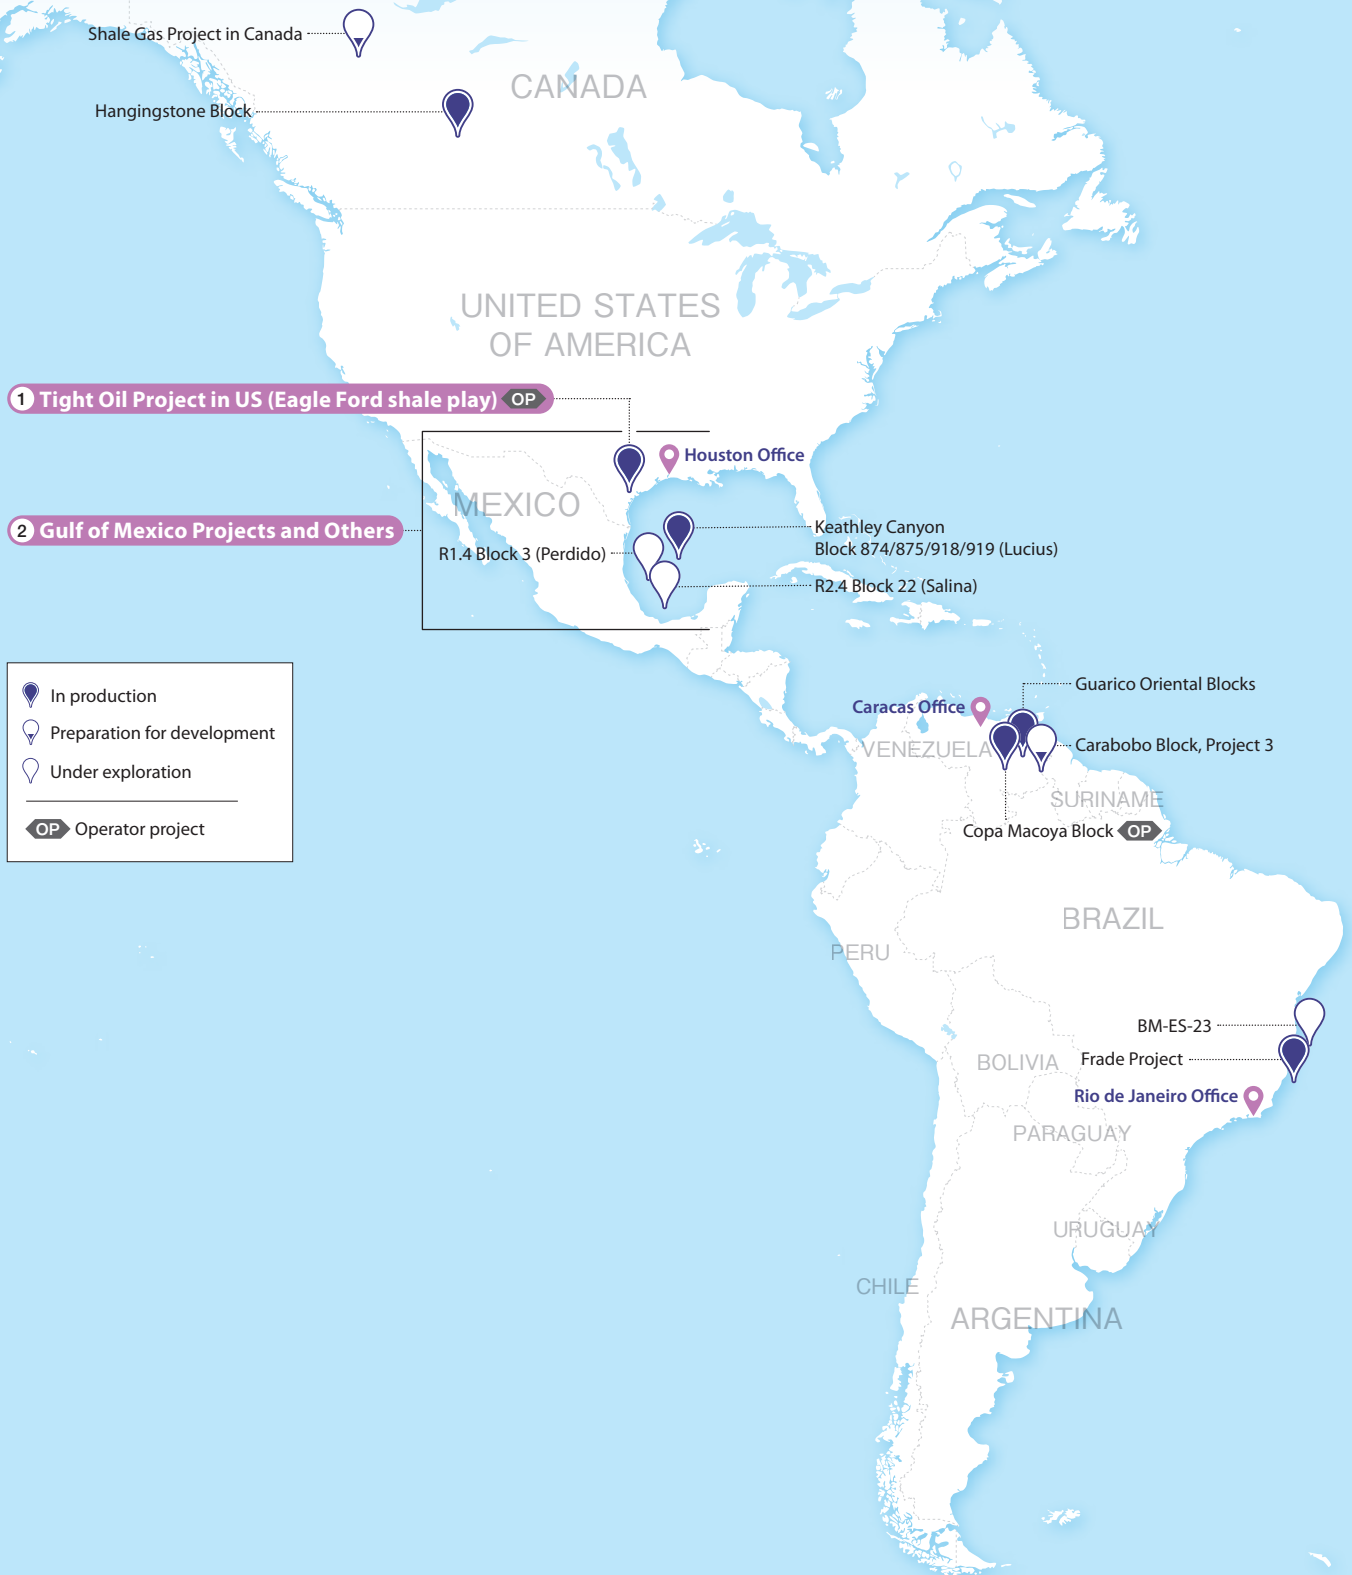 Shale Gas Project in Canada
CANADA
Hangingstone Block
UNITED STATES
OF AMERICA
1 Tight Oil Project in US (Eagle Ford shale play) OP
Houston Office
MEXICO
2 Gulf of Mexico Projects and Others
Keathley Canyon
Block 874/875/918/919 (Lucius)
R1.4 Block 3 (Perdido)
R2.4 Block 22 (Salina)
In production
Preparation for development
Under exploration
OP Operator project
Guarico Oriental Blocks
Caracas Office
VENEZUELA
Carabobo Block, Project 3
SURINAME
Copa Macoya Block OP
BRAZIL
PERU
BM-ES-23
Frade Project
BOLIVIA
Rio de Janeiro Office
PARAGUAY
URUGUAY
CHILE
ARGENTINA